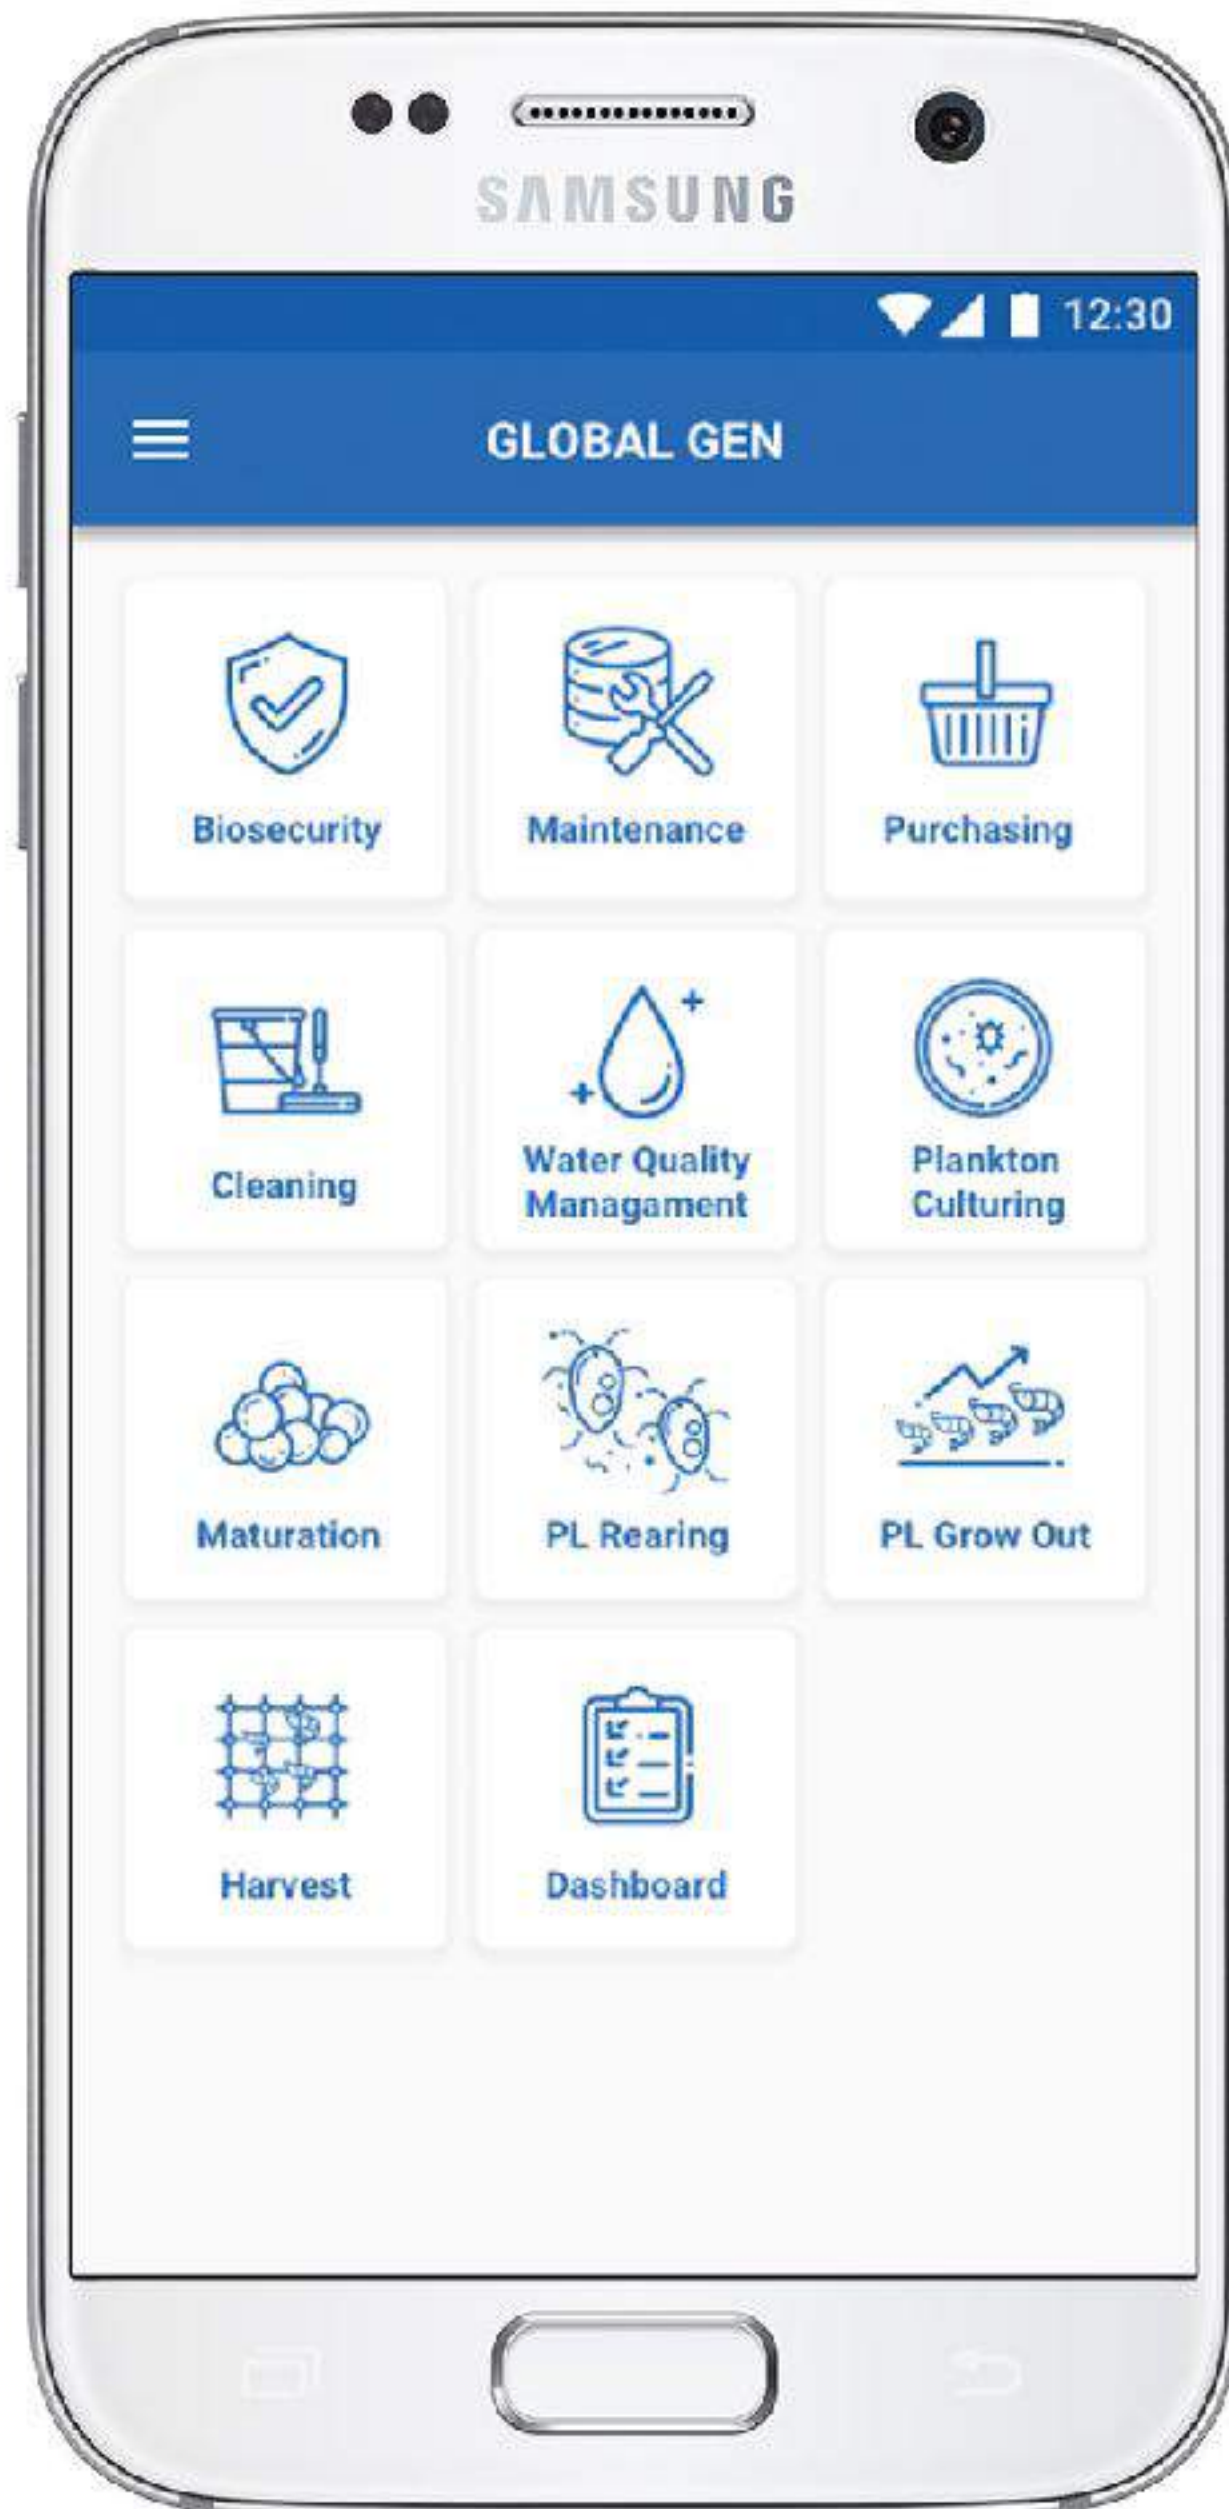 SAMSUNG
12:30
GLOBAL GEN
Biosecurity
Maintenance
Purchasing
Cleaning
Water Quality
Managament
Plankton
Culturing
Maturation
PL Rearing
PL Grow Out
Harvest
Dashboard